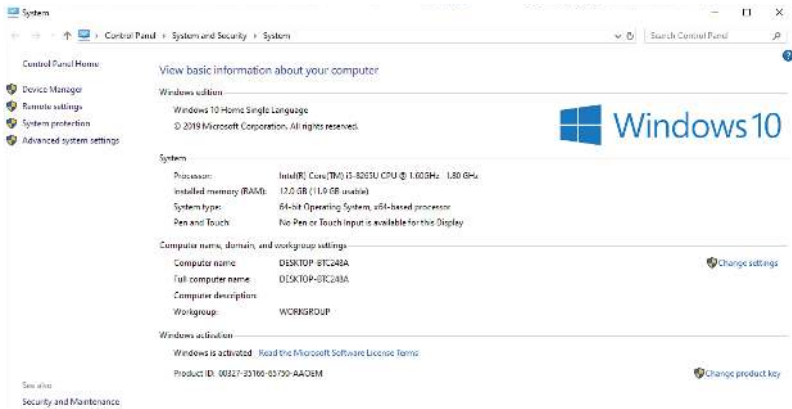 System
Control Panel > System and Security > System
Search Control Panel
Control Panel Home
Device Manager
Remote settings
System protection
Advanced system settings
View basic information about your computer
Windows edition
Windows 10 Home Single Language
© 2019 Microsoft Corporation. All rights reserved.
Windows 10
System
Processor: Intel(R) Core(TM) i5-8265U CPU @ 1.60GHz 1.80 GHz
Installed memory (RAM): 12.0 GB (11.9 GB usable)
System type: 64-bit Operating System, x64-based processor
Pen and Touch: No Pen or Touch Input is available for this Display
Computer name, domain, and workgroup settings
Computer name: DESKTOP-BTC248A
Change settings
Full computer name: DESKTOP-BTC248A
Computer description:
Workgroup: WORKGROUP
Windows activation
Windows is activated Read the Microsoft Software License Terms
Product ID: 00327-35166-65750-AAOEM
Change product key
See also
Security and Maintenance